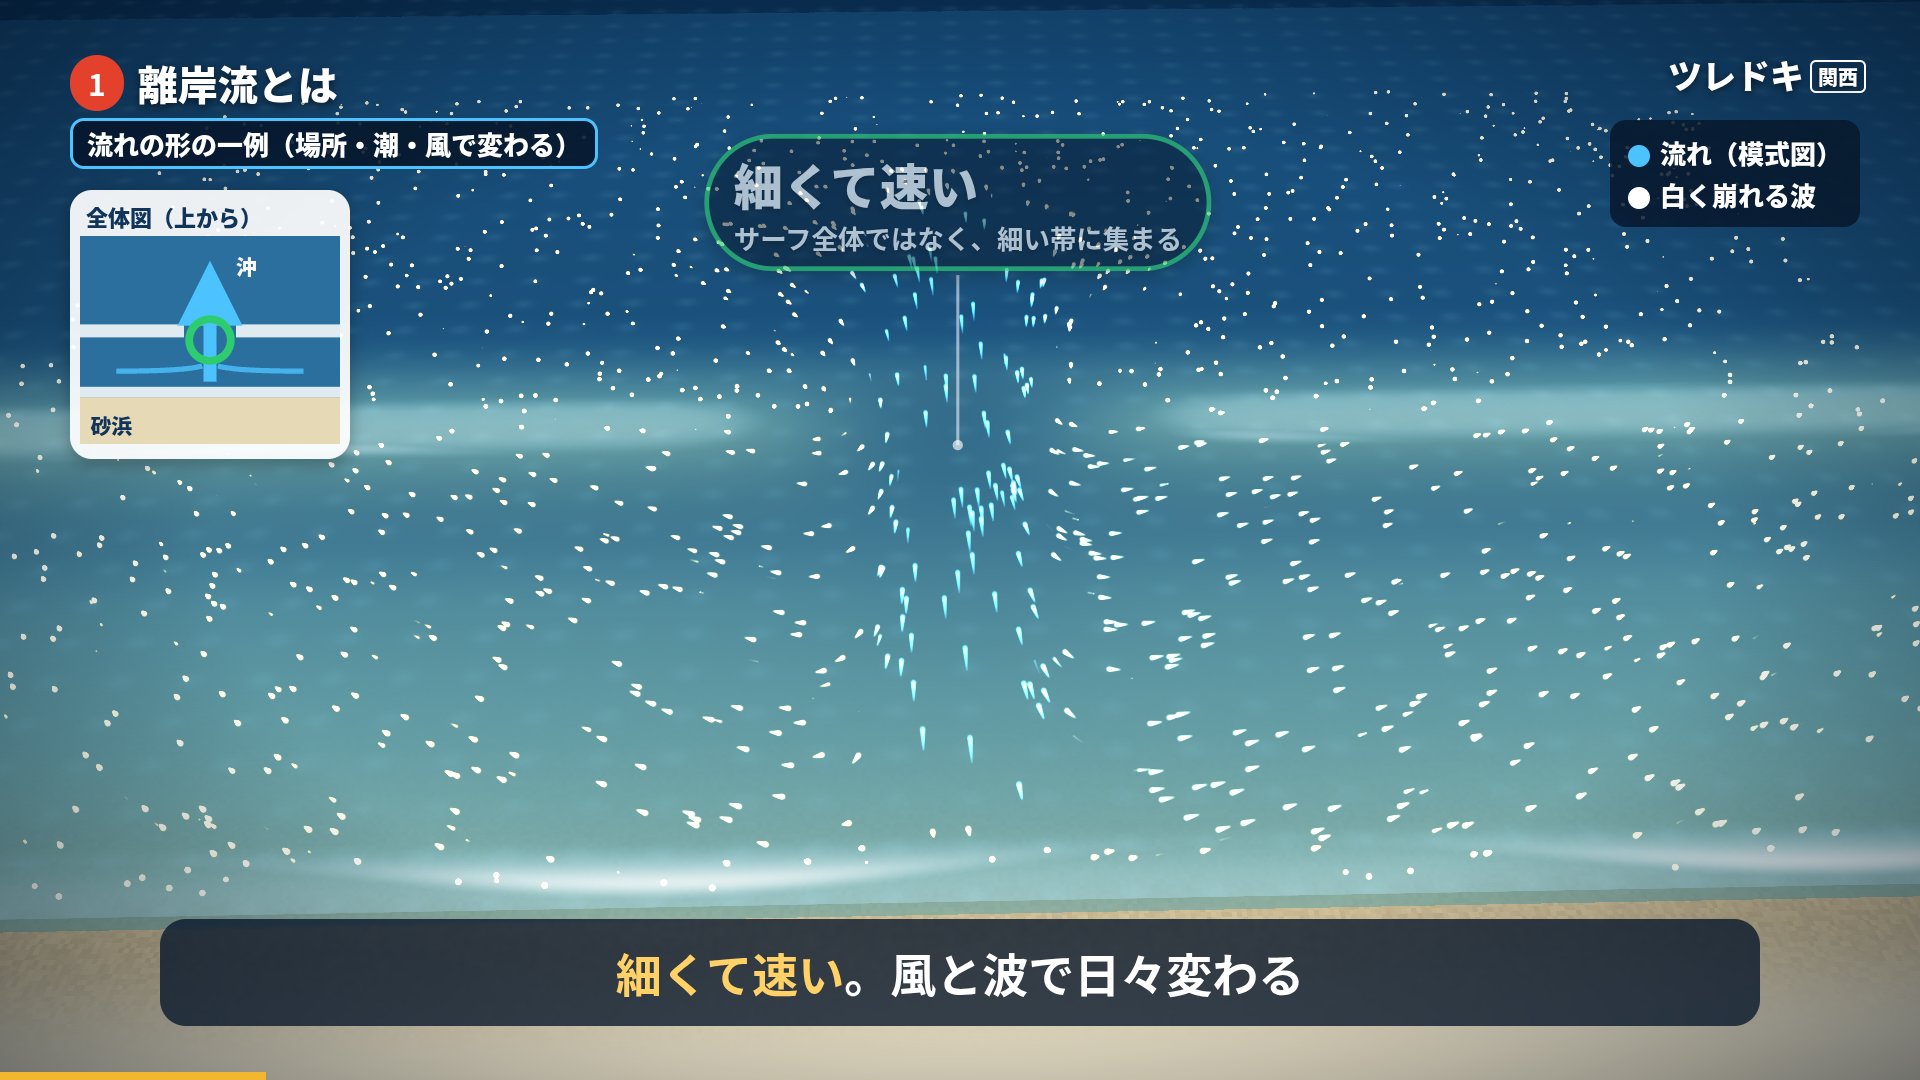 1 離岸流とは
流れの形の一例（場所・潮・風で変わる）
全体図（上から）
沖
砂浜
細くて速い
サーフ全体ではなく、細い帯に集まる
ツレドキ 関西
流れ（模式図）
白く崩れる波
細くて速い。風と波で日々変わる